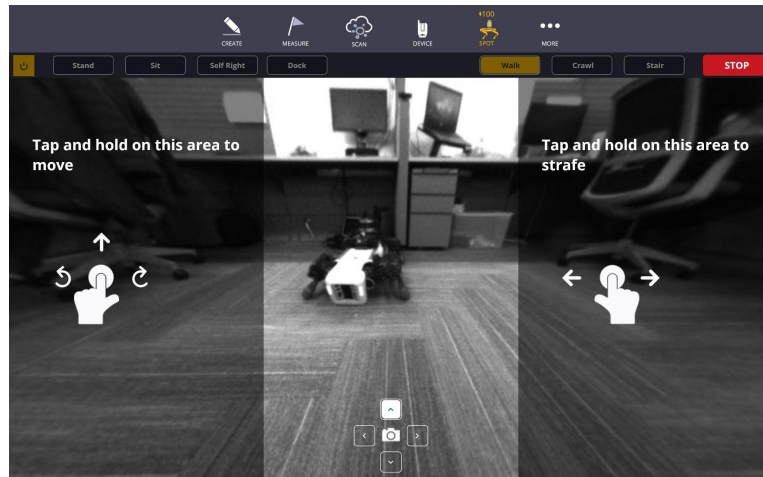 CREATE
MEASURE
SCAN
DEVICE
100
SPOT
MORE
Stand
Sit
Self Right
Dock
Walk
Crawl
Stair
STOP
Tap and hold on this area to
move
Tap and hold on this area to
strafe